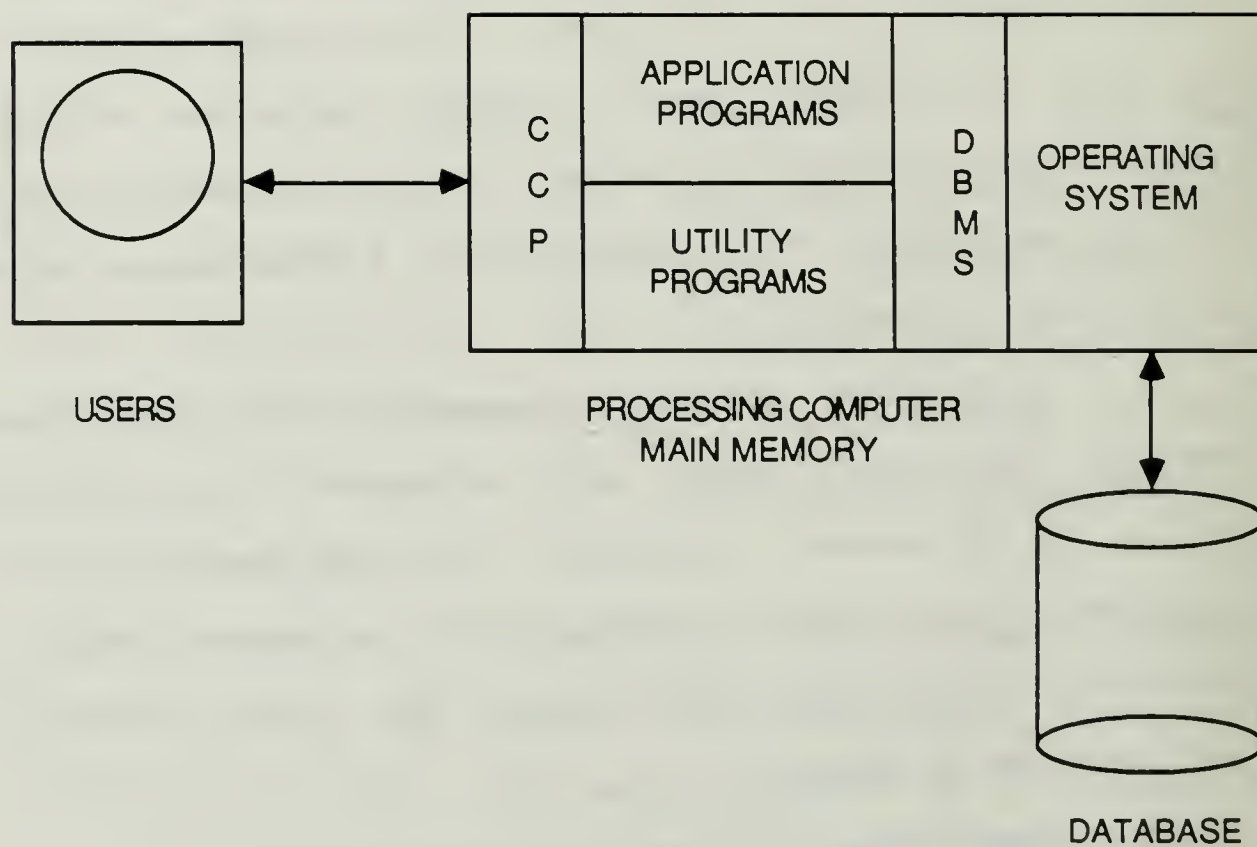 C
C
P
APPLICATION
PROGRAMS
UTILITY
PROGRAMS
D
B
M
S
OPERATING
SYSTEM
USERS
PROCESSING COMPUTER
MAIN MEMORY
DATABASE